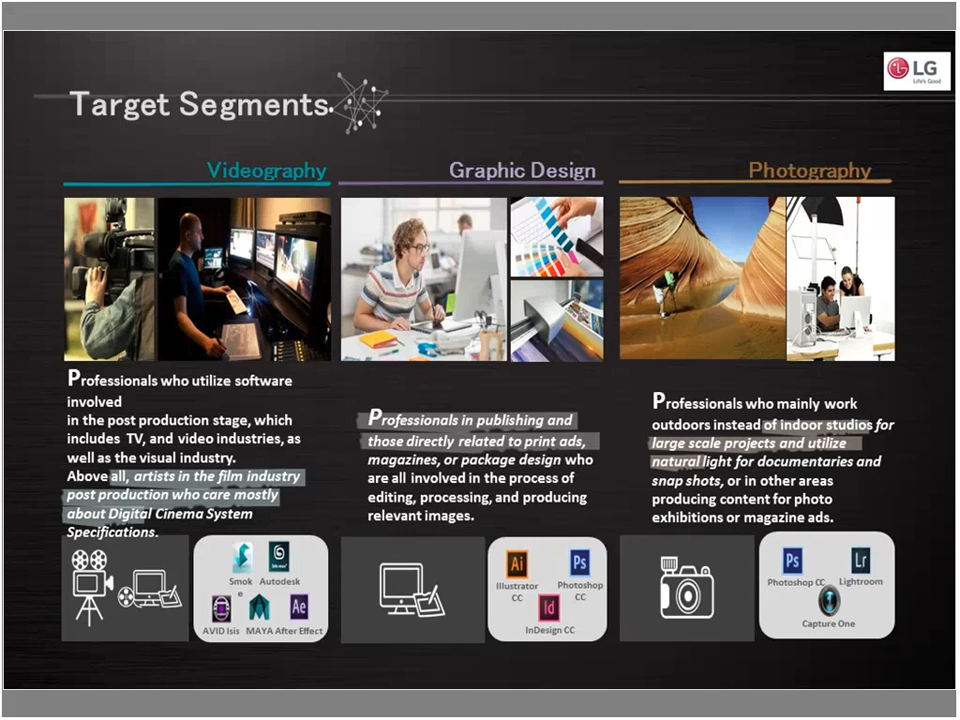 LG
Life's Good
Target Segments
Videography
Graphic Design
Photography
Professionals who utilize software
involved
in the post production stage, which
includes TV, and video industries, as
well as the visual industry.
Above all, artists in the film industry
post production who care mostly
about Digital Cinema System
Specifications.
Professionals in publishing and
those directly related to print ads,
magazines, or package design who
are all involved in the process of
editing, processing, and producing
relevant images.
Professionals who mainly work
outdoors instead of indoor studios for
large scale projects and utilize
natural light for documentaries and
snap shots, or in other areas
producing content for photo
exhibitions or magazine ads.
Smok
e
Autodesk
AVID Isis
MAYA
Ae
After Effect
Ai
Illustrator
CC
Ps
Photoshop
CC
Id
InDesign CC
Ps
Photoshop CC
Lr
Lightroom
Capture One